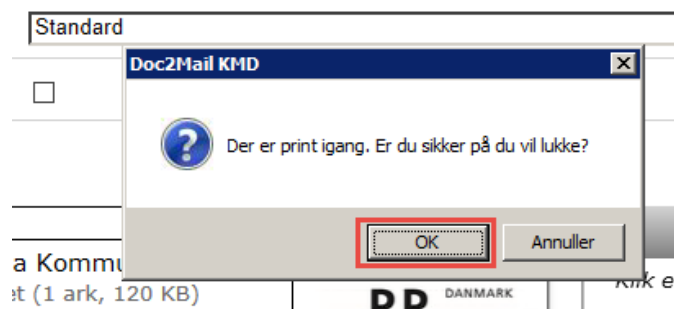 Standard
Doc2Mail KMD
Der er print igang. Er du sikker på du vil lukke?
OK
Annuller
a Kommu
et (1 ark, 120 KB)
DANMARK
Klik e